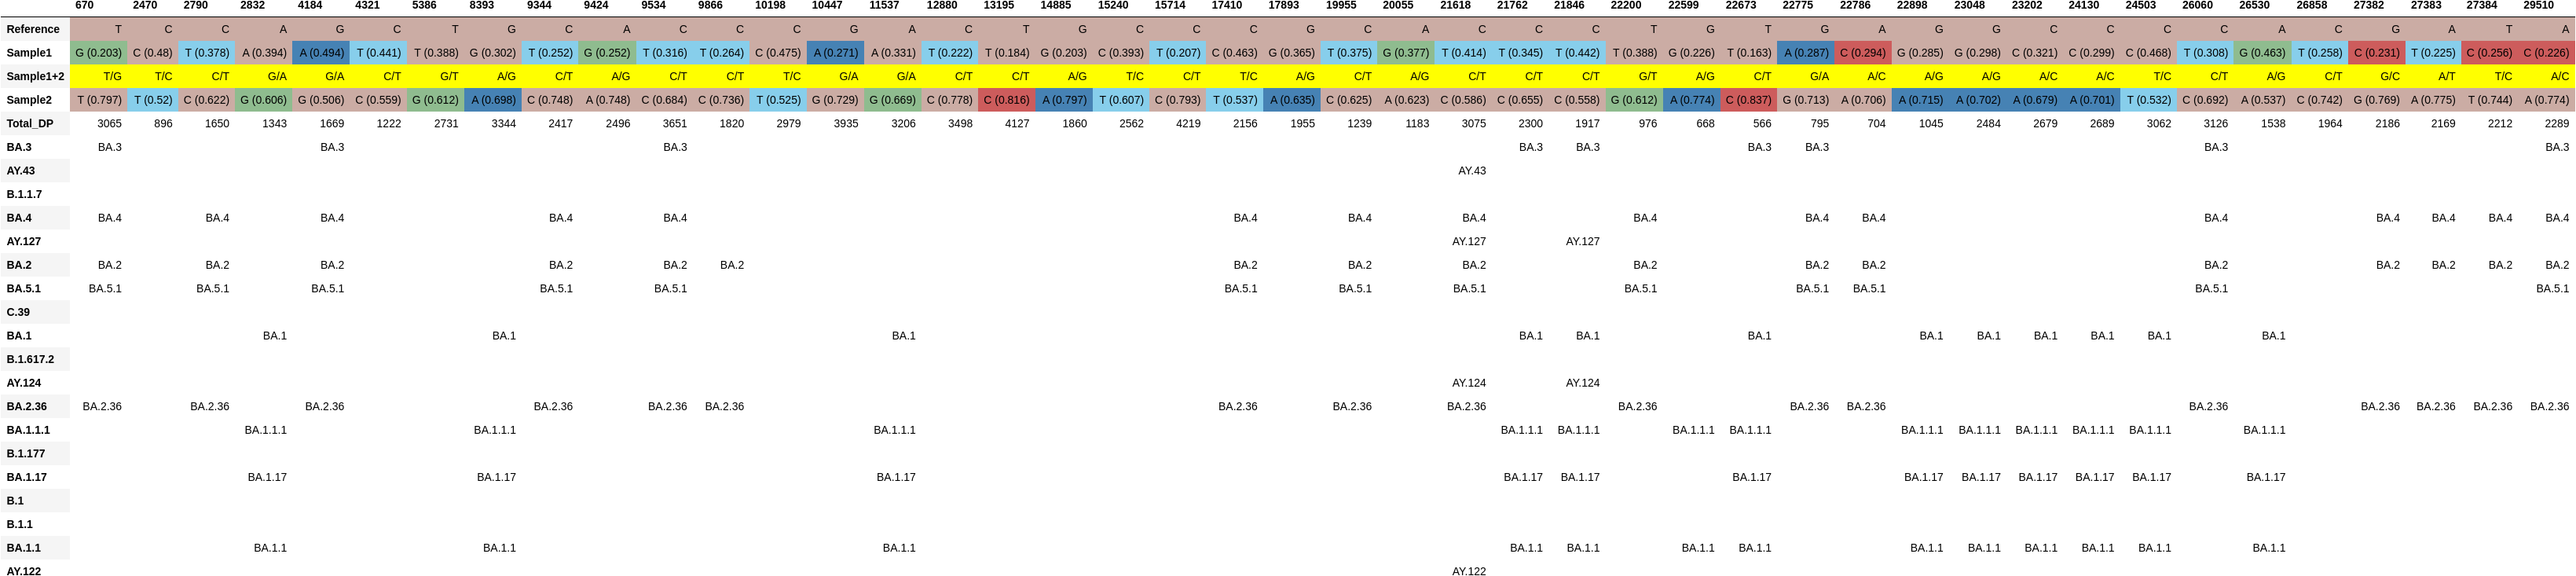 670 2470 2790 2832 4184 4321 5386 8393 9344 9424 9534 9866 10198 10447 11537 12880 13195 14885 15240 15714 17410 17893 19955 20055 21618 21762 21846 22200 22599 22673 22775 22786 22898 23048 23202 24130 24503 26060 26530 26858 27382 27383 27384 29510
Reference T C C A G C T G C A C C C G A C T G C C C G C A C C C T G T G A G G C C C C A C G A T A
Sample1 G (0.203) C (0.48) T (0.378) A (0.394) A (0.494) T (0.441) T (0.388) G (0.302) T (0.252) G (0.252) T (0.316) T (0.264) C (0.475) A (0.271) A (0.331) T (0.222) T (0.184) G (0.203) C (0.393) T (0.207) C (0.463) G (0.365) T (0.375) G (0.377) T (0.414) T (0.345) T (0.442) T (0.388) G (0.226) T (0.163) A (0.287) C (0.294) G (0.285) G (0.298) C (0.321) C (0.299) C (0.468) T (0.308) G (0.463) T (0.258) C (0.231) T (0.225) C (0.256) C (0.226)
Sample1+2 T/G T/C C/T G/A G/A C/T G/T A/G C/T A/G C/T C/T T/C G/A G/A C/T C/T A/G T/C C/T T/C A/G C/T A/G C/T C/T C/T G/T A/G C/T G/A A/C A/G A/G A/C A/C T/C C/T A/G C/T G/C A/T T/C A/C
Sample2 T (0.797) T (0.52) C (0.622) G (0.606) G (0.506) C (0.559) G (0.612) A (0.698) C (0.748) A (0.748) C (0.684) C (0.736) T (0.525) G (0.729) G (0.669) C (0.778) C (0.816) A (0.797) T (0.607) C (0.793) T (0.537) A (0.635) C (0.625) A (0.623) C (0.586) C (0.655) C (0.558) G (0.612) A (0.774) C (0.837) G (0.713) A (0.706) A (0.715) A (0.702) A (0.679) A (0.701) T (0.532) C (0.692) A (0.537) C (0.742) G (0.769) A (0.775) T (0.744) A (0.774)
Total_DP 3065 896 1650 1343 1669 1222 2731 3344 2417 2496 3651 1820 2979 3935 3206 3498 4127 1860 2562 4219 2156 1955 1239 1183 3075 2300 1917 976 668 566 795 704 1045 2484 2679 2689 3062 3126 1538 1964 2186 2169 2212 2289
BA.3 BA.3 BA.3 BA.3 BA.3 BA.3 BA.3 BA.3 BA.3 BA.3
AY.43 AY.43
B.1.1.7
BA.4 BA.4 BA.4 BA.4 BA.4 BA.4 BA.4 BA.4 BA.4 BA.4 BA.4 BA.4 BA.4 BA.4 BA.4 BA.4 BA.4
AY.127 AY.127 AY.127
BA.2 BA.2 BA.2 BA.2 BA.2 BA.2 BA.2 BA.2 BA.2 BA.2 BA.2 BA.2 BA.2 BA.2 BA.2 BA.2 BA.2 BA.2
BA.5.1 BA.5.1 BA.5.1 BA.5.1 BA.5.1 BA.5.1 BA.5.1 BA.5.1 BA.5.1 BA.5.1 BA.5.1 BA.5.1 BA.5.1 BA.5.1
C.39
BA.1 BA.1 BA.1 BA.1 BA.1 BA.1 BA.1 BA.1 BA.1 BA.1 BA.1 BA.1 BA.1
B.1.617.2
AY.124 AY.124 AY.124
BA.2.36 BA.2.36 BA.2.36 BA.2.36 BA.2.36 BA.2.36 BA.2.36 BA.2.36 BA.2.36 BA.2.36 BA.2.36 BA.2.36 BA.2.36 BA.2.36 BA.2.36 BA.2.36 BA.2.36 BA.2.36
BA.1.1.1 BA.1.1.1 BA.1.1.1 BA.1.1.1 BA.1.1.1 BA.1.1.1 BA.1.1.1 BA.1.1.1 BA.1.1.1 BA.1.1.1 BA.1.1.1 BA.1.1.1 BA.1.1.1 BA.1.1.1
B.1.177
BA.1.17 BA.1.17 BA.1.17 BA.1.17 BA.1.17 BA.1.17 BA.1.17 BA.1.17 BA.1.17 BA.1.17 BA.1.17 BA.1.17 BA.1.17
B.1
B.1.1
BA.1.1 BA.1.1 BA.1.1 BA.1.1 BA.1.1 BA.1.1 BA.1.1 BA.1.1 BA.1.1 BA.1.1 BA.1.1 BA.1.1 BA.1.1 BA.1.1
AY.122 AY.122